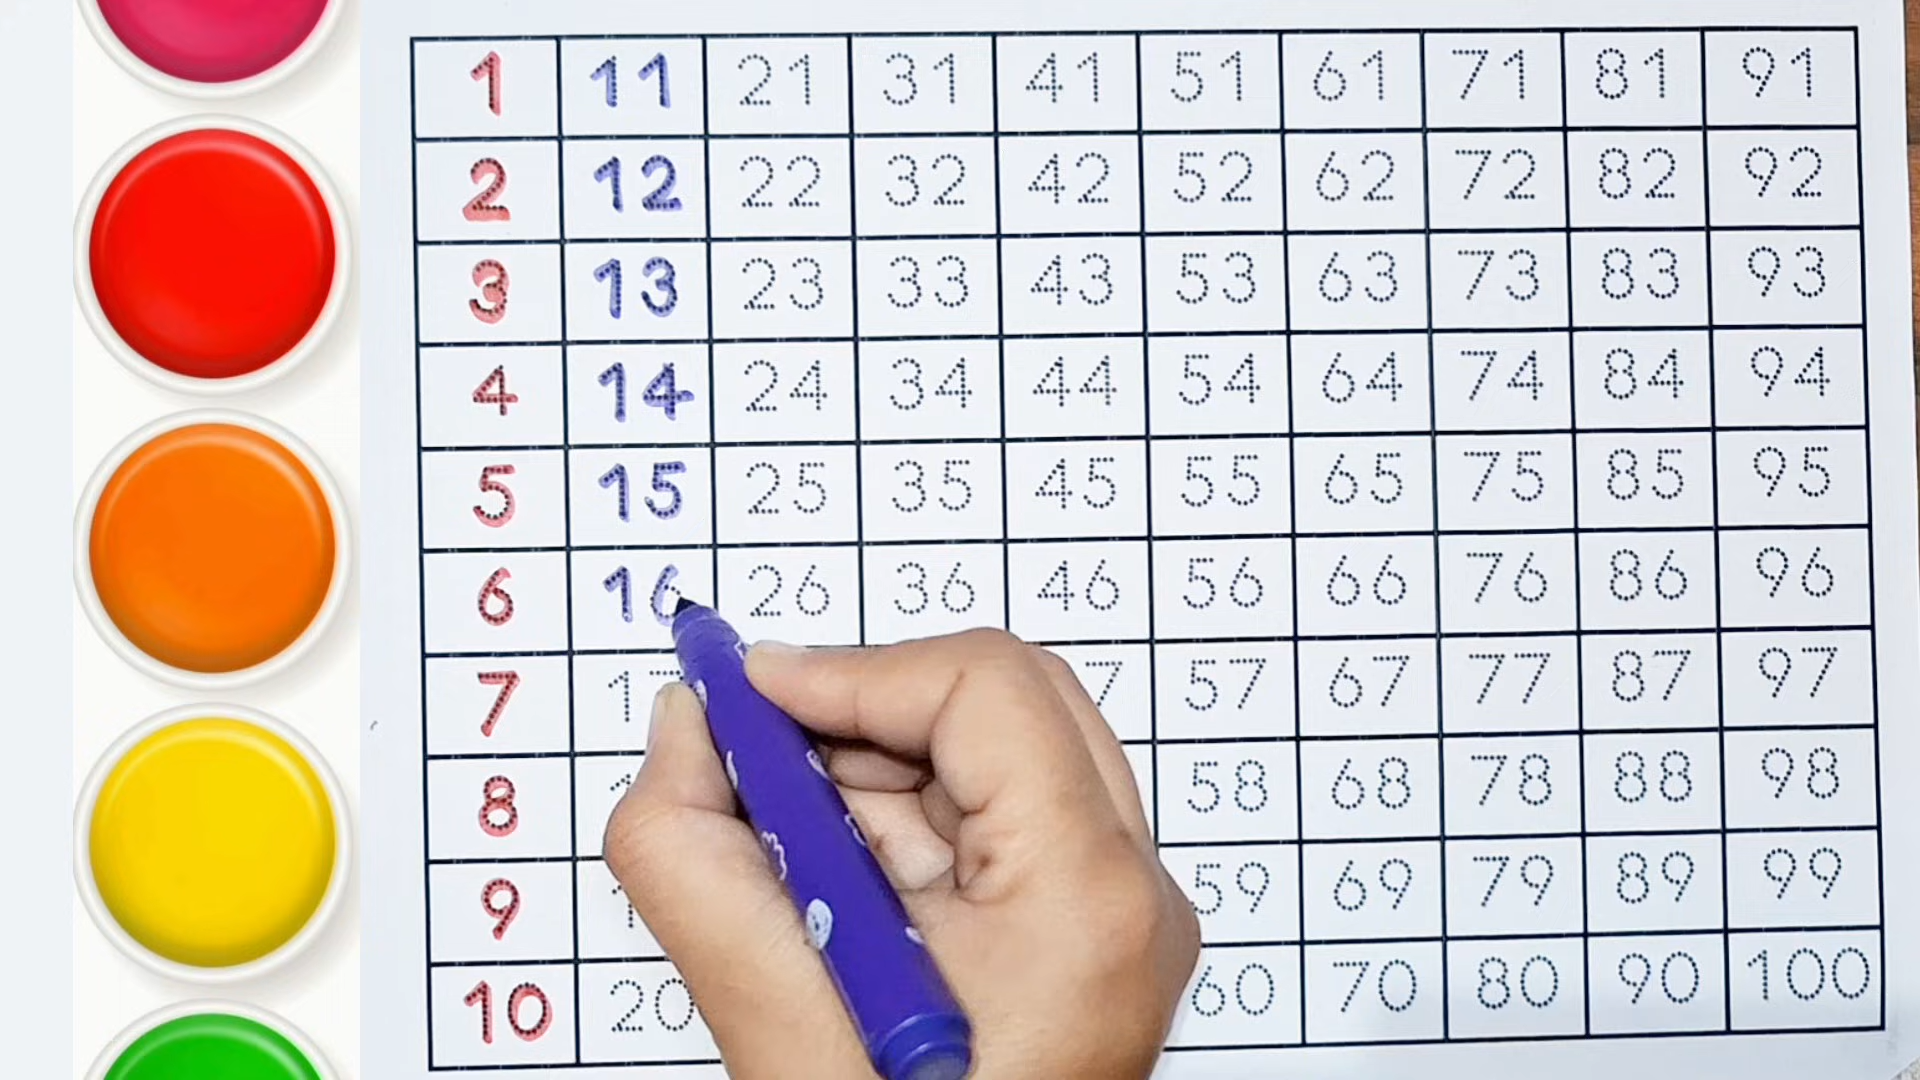 1 11 21 31 41 51 61 71 81 91
2 12 22 32 42 52 62 72 82 92
3 13 23 33 43 53 63 73 83 93
4 14 24 34 44 54 64 74 84 94
5 15 25 35 45 55 65 75 85 95
6 16 26 36 46 56 66 76 86 96
7 17 57 67 77 87 97
8 58 68 78 88 98
9 59 69 79 89 99
10 20 60 70 80 90 100